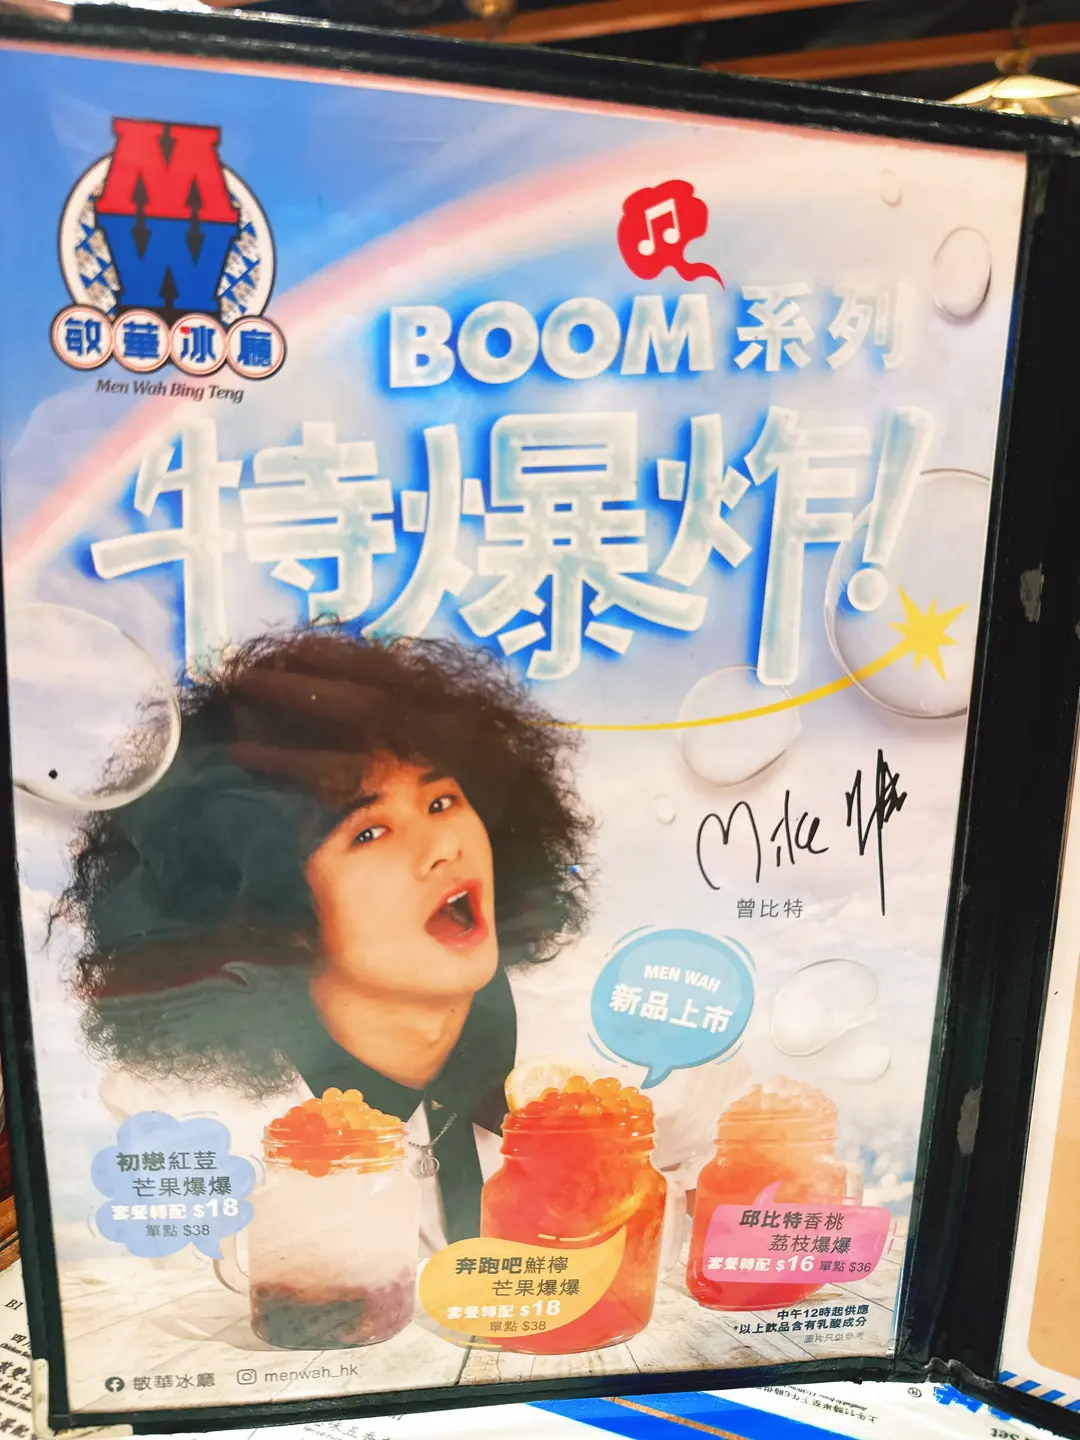 MW
敏華冰廳
Men Wah Bing Teng
BOOM 系列
特爆炸!
Mike
曾比特
MEN WAH
新品上市
初戀紅荳
芒果爆爆
套餐轉配 $18
單點 $38
奔跑吧鮮檸
芒果爆爆
套餐轉配 $18
單點 $38
邱比特香桃
荔枝爆爆
套餐轉配 $16 單點 $36
中午12時起供應
*以上飲品含有乳酸成分
圖片只供參考
敏華冰廳 menwah_hk